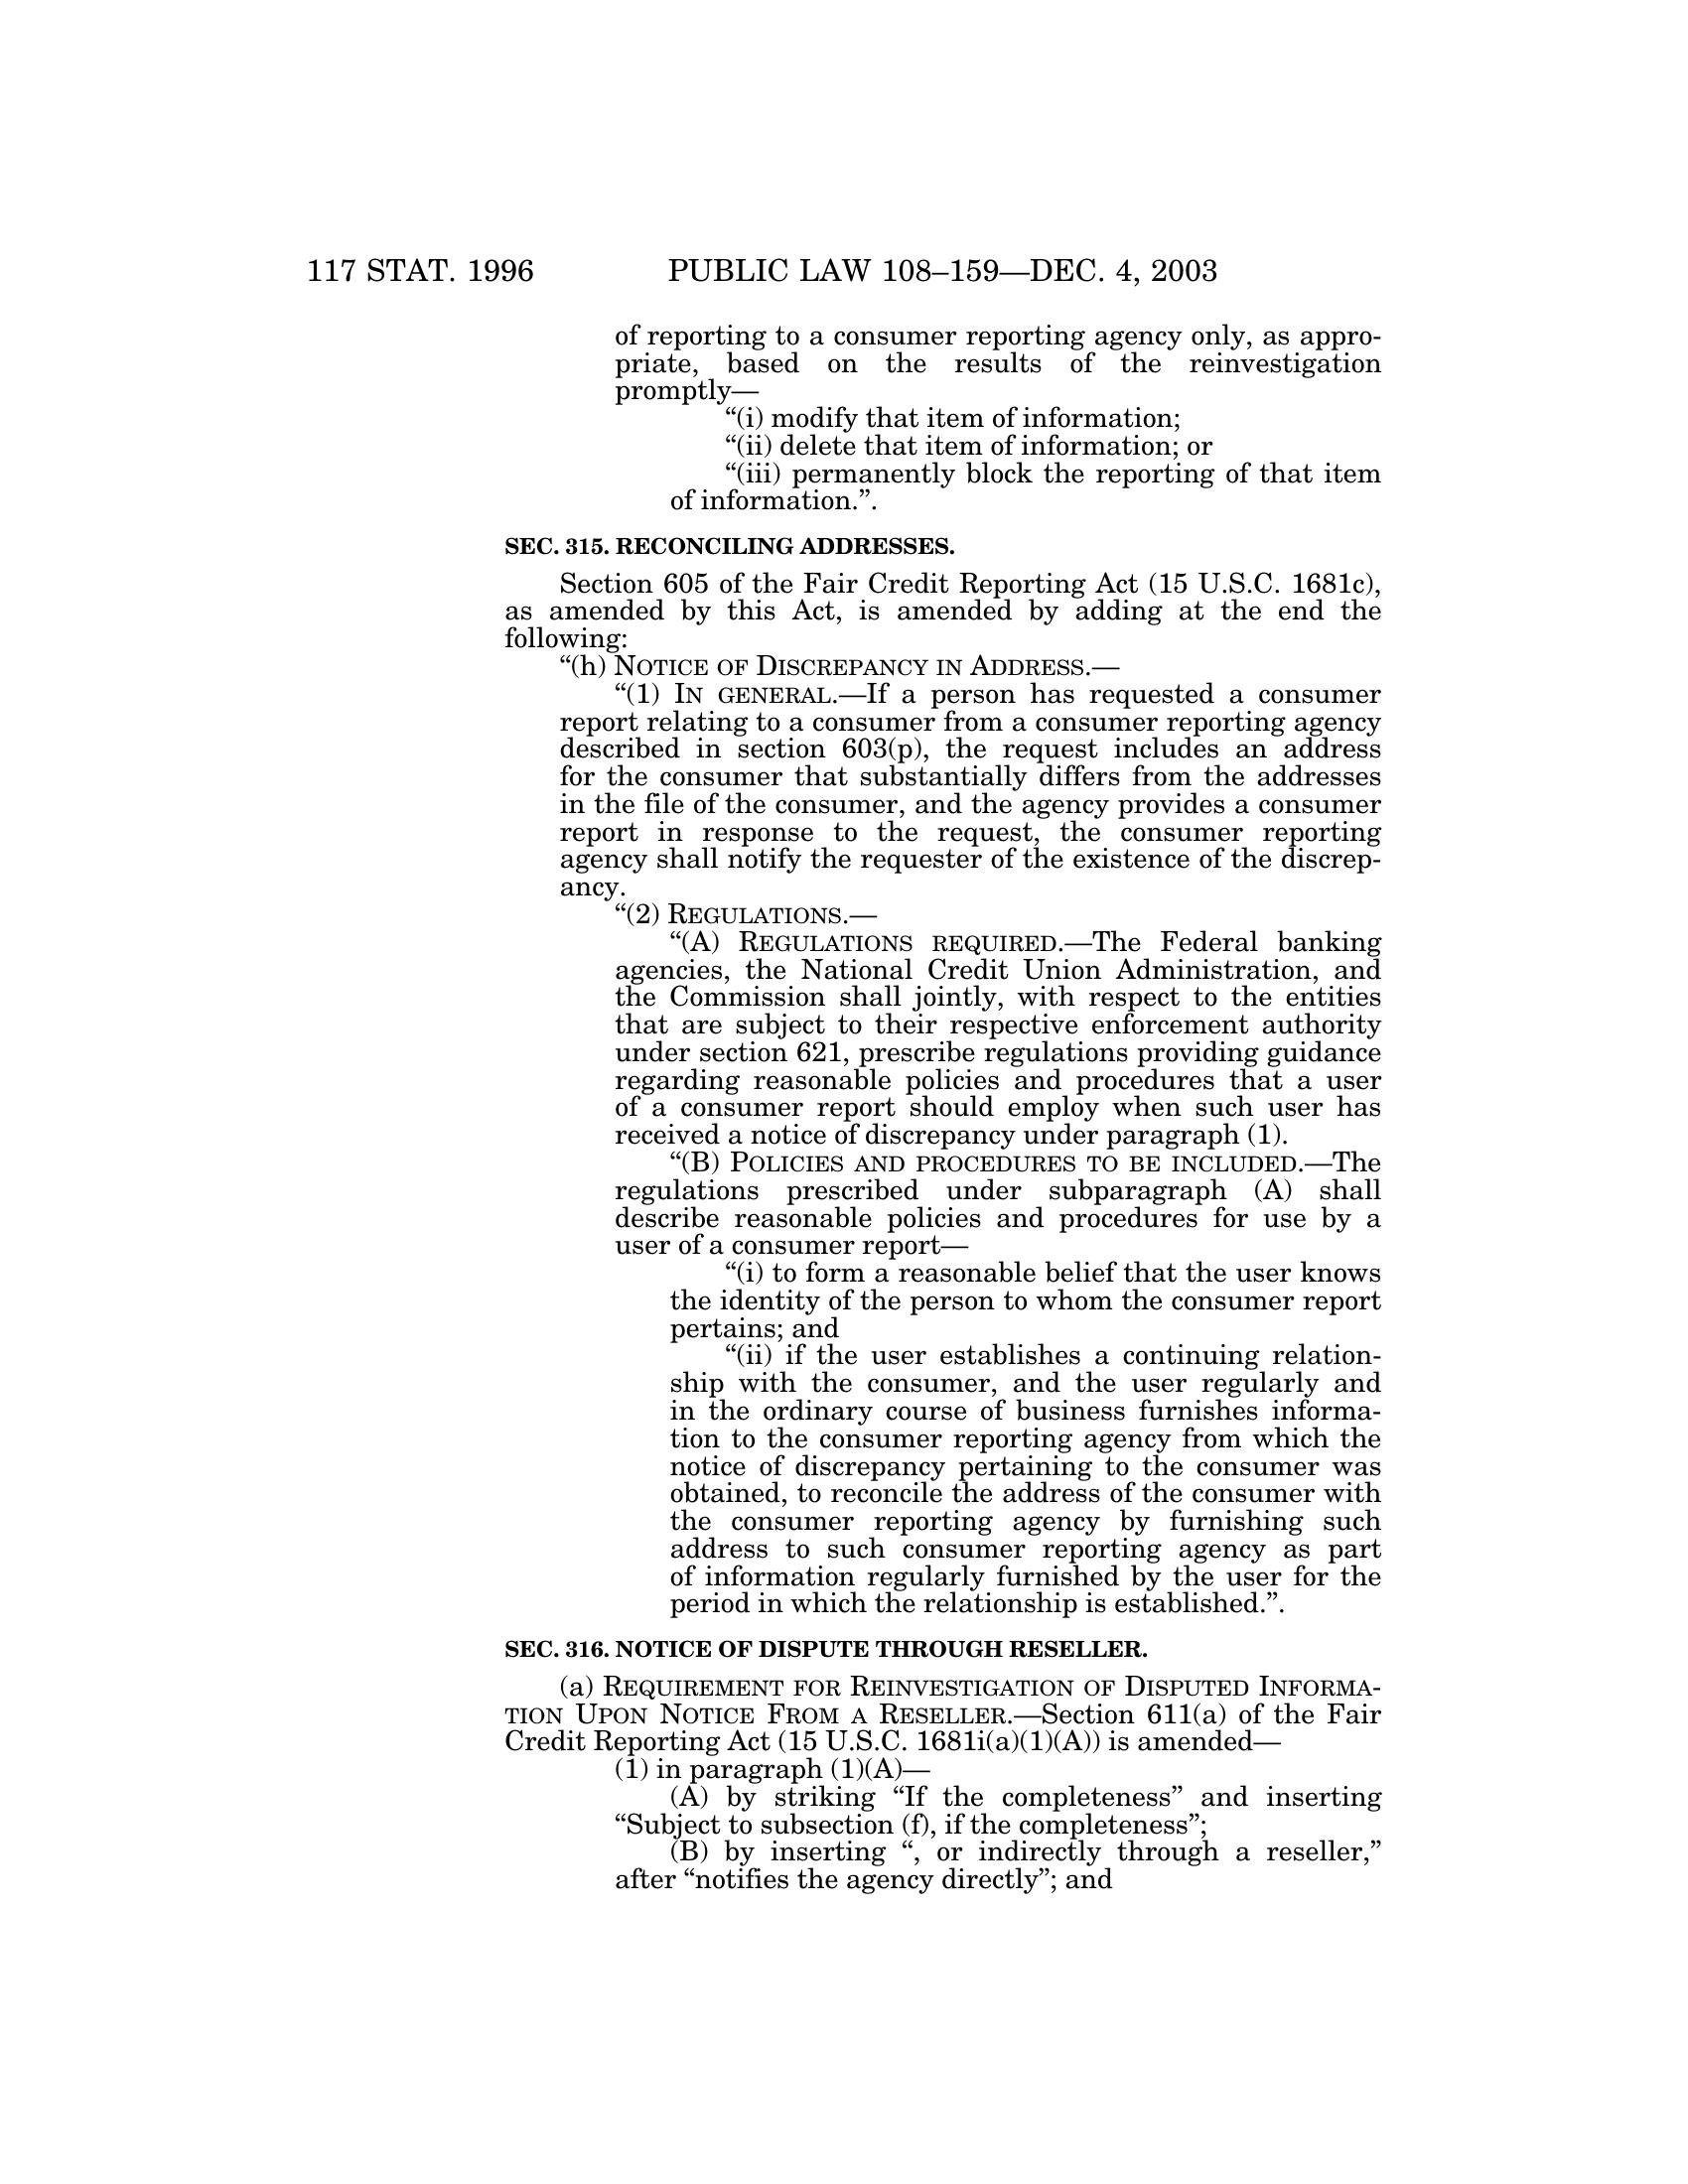 117 STAT. 1996 PUBLIC LAW 108–159—DEC. 4, 2003
of reporting to a consumer reporting agency only, as appro-
priate, based on the results of the reinvestigation
promptly—
“(i) modify that item of information;
“(ii) delete that item of information; or
“(iii) permanently block the reporting of that item
of information.”.
SEC. 315. RECONCILING ADDRESSES.
Section 605 of the Fair Credit Reporting Act (15 U.S.C. 1681c),
as amended by this Act, is amended by adding at the end the
following:
“(h) NOTICE OF DISCREPANCY IN ADDRESS.—
“(1) IN GENERAL.—If a person has requested a consumer
report relating to a consumer from a consumer reporting agency
described in section 603(p), the request includes an address
for the consumer that substantially differs from the addresses
in the file of the consumer, and the agency provides a consumer
report in response to the request, the consumer reporting
agency shall notify the requester of the existence of the discrep-
ancy.
“(2) REGULATIONS.—
“(A) REGULATIONS REQUIRED.—The Federal banking
agencies, the National Credit Union Administration, and
the Commission shall jointly, with respect to the entities
that are subject to their respective enforcement authority
under section 621, prescribe regulations providing guidance
regarding reasonable policies and procedures that a user
of a consumer report should employ when such user has
received a notice of discrepancy under paragraph (1).
“(B) POLICIES AND PROCEDURES TO BE INCLUDED.—The
regulations prescribed under subparagraph (A) shall
describe reasonable policies and procedures for use by a
user of a consumer report—
“(i) to form a reasonable belief that the user knows
the identity of the person to whom the consumer report
pertains; and
“(ii) if the user establishes a continuing relation-
ship with the consumer, and the user regularly and
in the ordinary course of business furnishes informa-
tion to the consumer reporting agency from which the
notice of discrepancy pertaining to the consumer was
obtained, to reconcile the address of the consumer with
the consumer reporting agency by furnishing such
address to such consumer reporting agency as part
of information regularly furnished by the user for the
period in which the relationship is established.”.
SEC. 316. NOTICE OF DISPUTE THROUGH RESELLER.
(a) REQUIREMENT FOR REINVESTIGATION OF DISPUTED INFORMA-
TION UPON NOTICE FROM A RESELLER.—Section 611(a) of the Fair
Credit Reporting Act (15 U.S.C. 1681i(a)(1)(A)) is amended—
(1) in paragraph (1)(A)—
(A) by striking “If the completeness” and inserting
“Subject to subsection (f), if the completeness”;
(B) by inserting “, or indirectly through a reseller,”
after “notifies the agency directly”; and